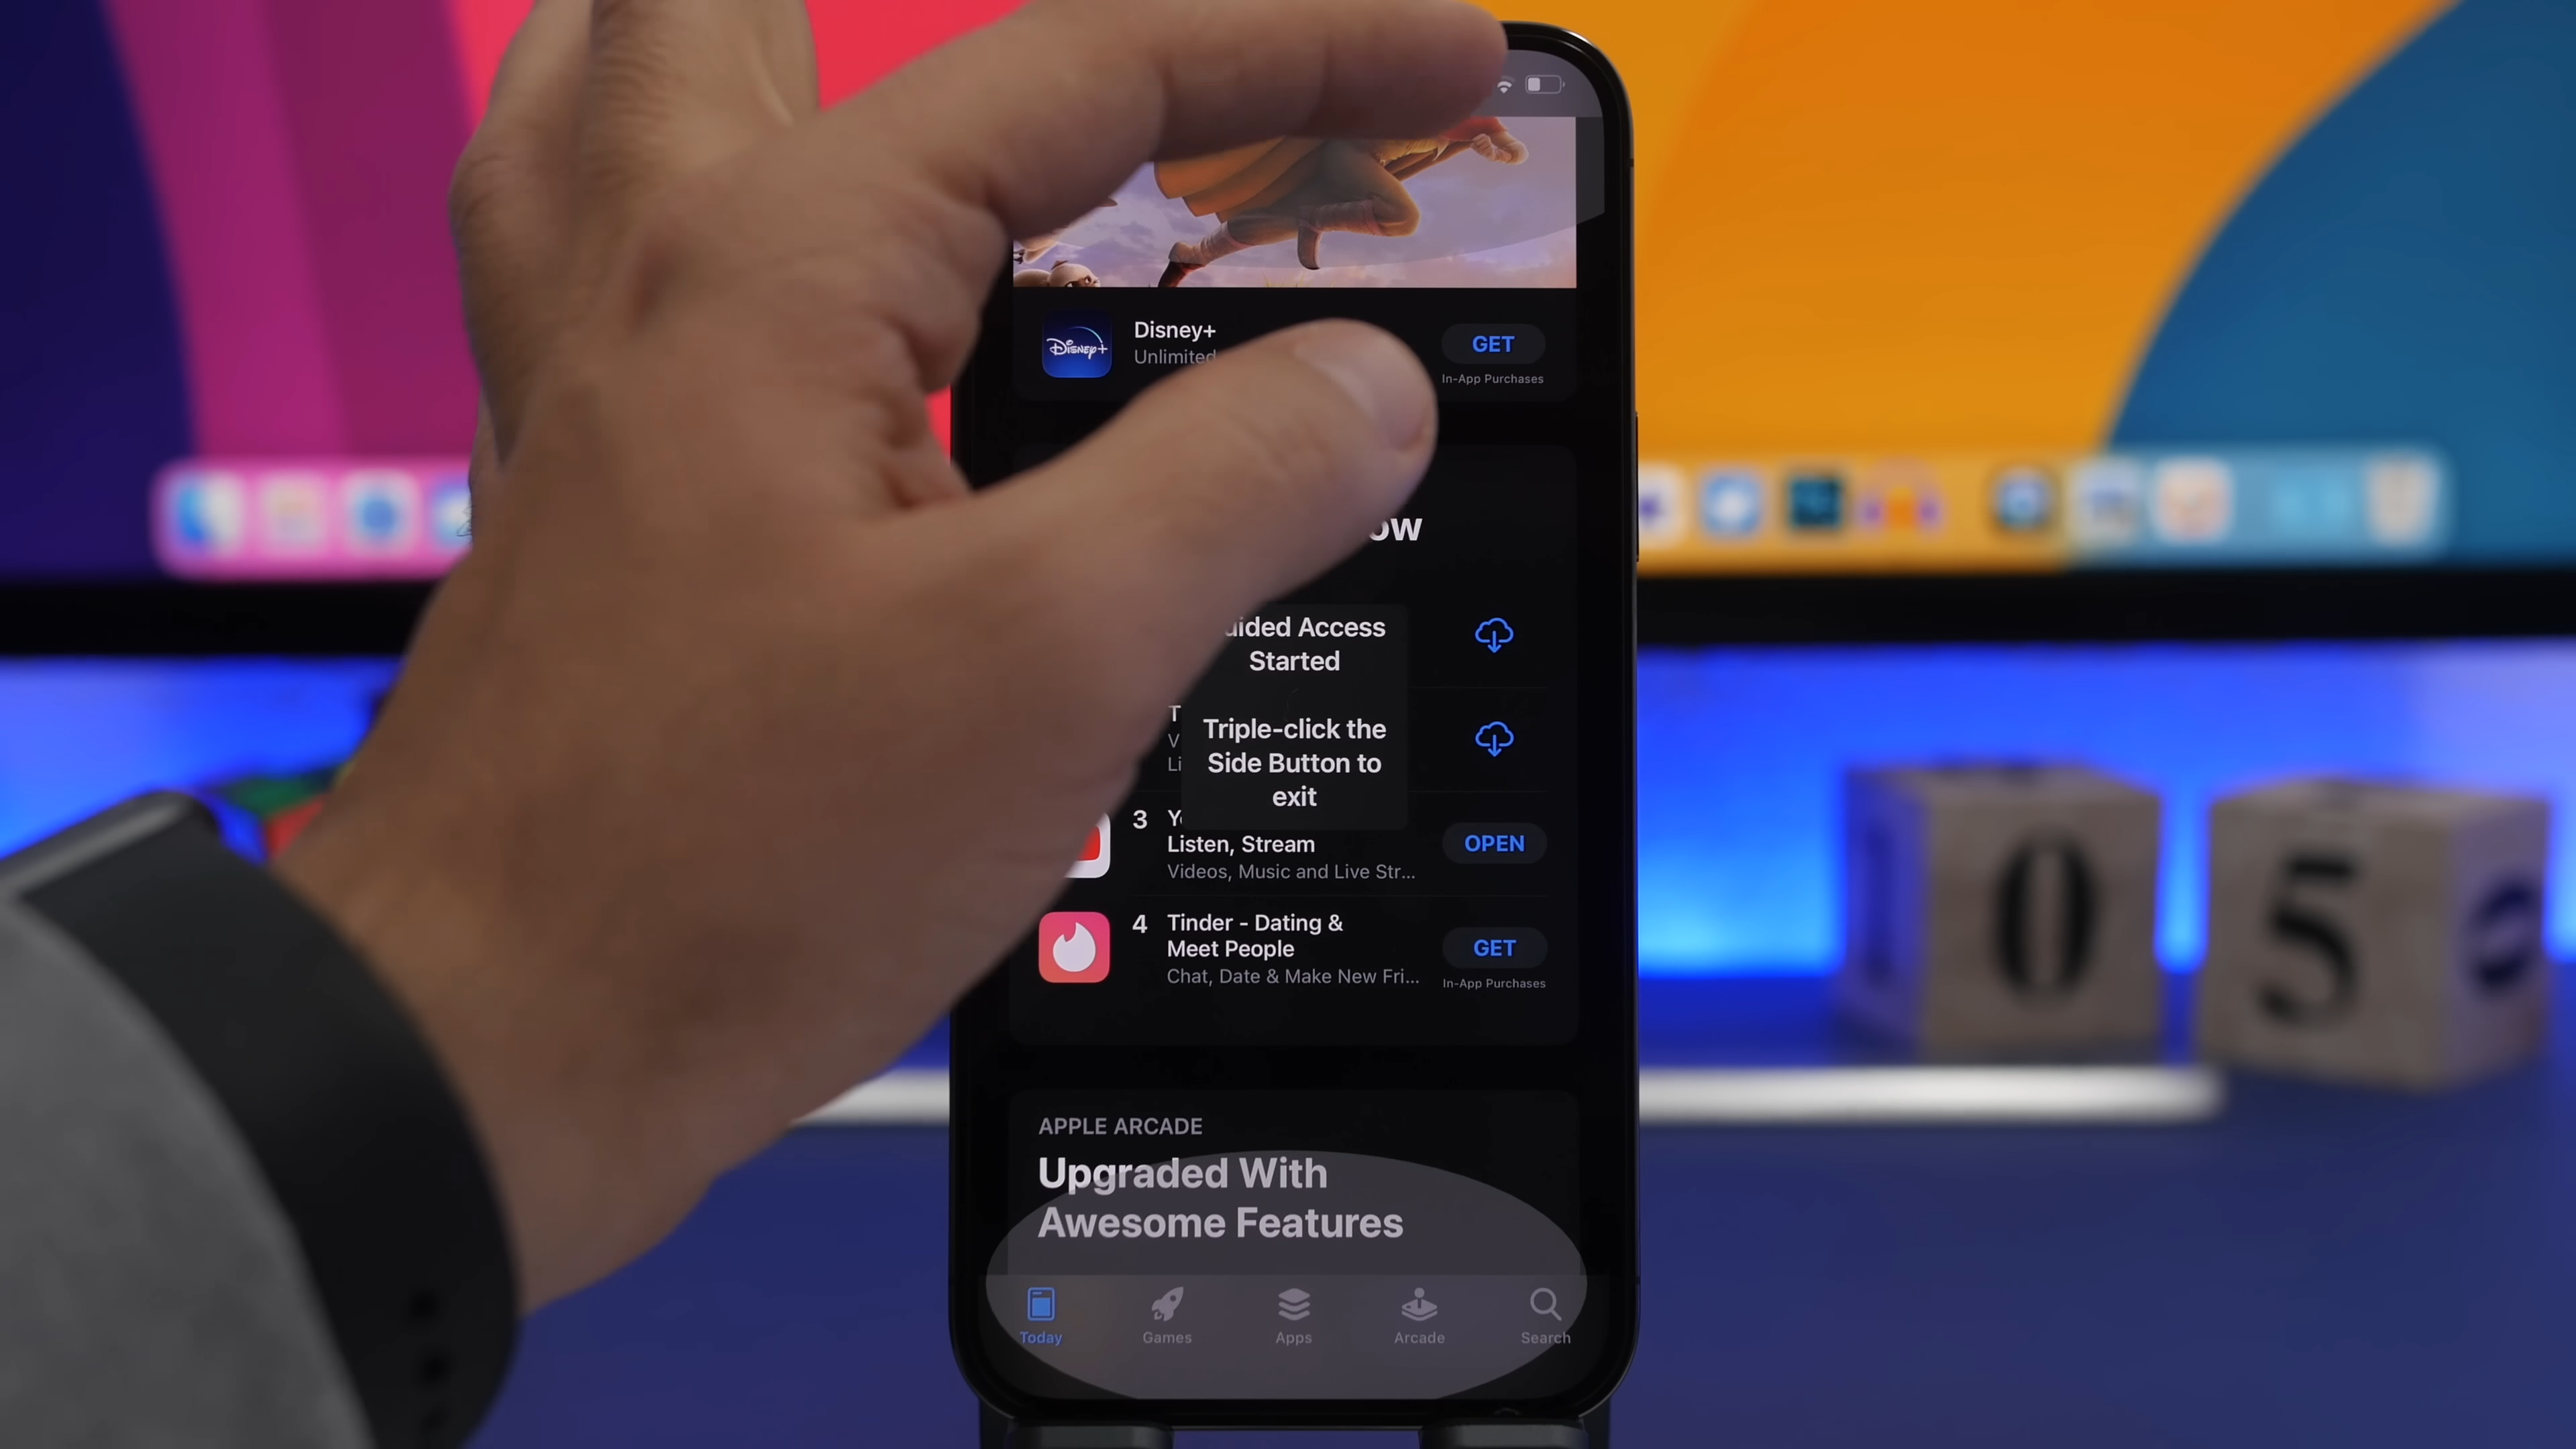 Disney+
Disney+
Unlimited
GET
In-App Purchases
Access
Started
Triple-click the
Side Button to
exit
3
Listen, Stream
Videos, Music and Live Str...
OPEN
4
Tinder - Dating &
Meet People
Chat, Date & Make New Fri...
GET
In-App Purchases
APPLE ARCADE
Upgraded With
Awesome Features
Today
Games
Apps
Arcade
Search
0
5